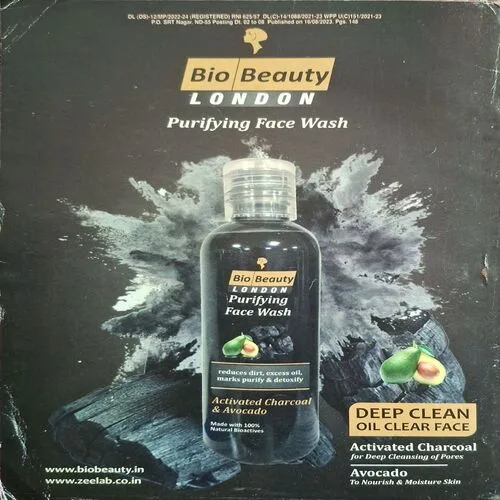 DL (DS)-12/MP/2022-24 (REGISTERED) RNI 625/57 DL(C)-14/1088/2021-23 WPP U(C)151/2021-23
P.O. SRT Nagar. ND-55 Posting Dt. 02 to 08 Published on 16/08/2023. Pgs. 148
Bio Beauty
LONDON
Purifying Face Wash
Bio Beauty
LONDON
Purifying
Face Wash
reduces dirt, excess oil,
marks purify & detoxify
Activated Charcoal
& Avocado
Made with 100%
Natural Bioactives
DEEP CLEAN
OIL CLEAR FACE
Activated Charcoal
for Deep Cleansing of Pores
Avocado
To Nourish & Moisture Skin
www.biobeauty.in
www.zeelab.co.in